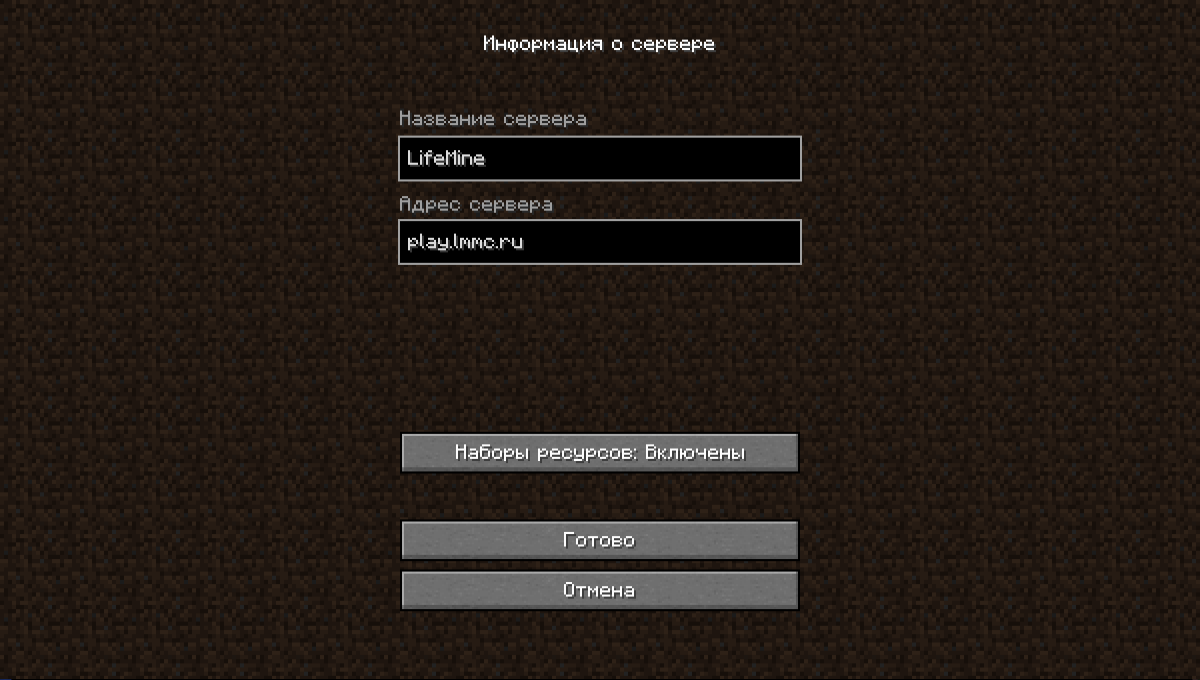 Информация о сервере
Название сервера
LifeMine
Адрес сервера
play.lmmc.ru
Наборы ресурсов: Включены
Готово
Отмена